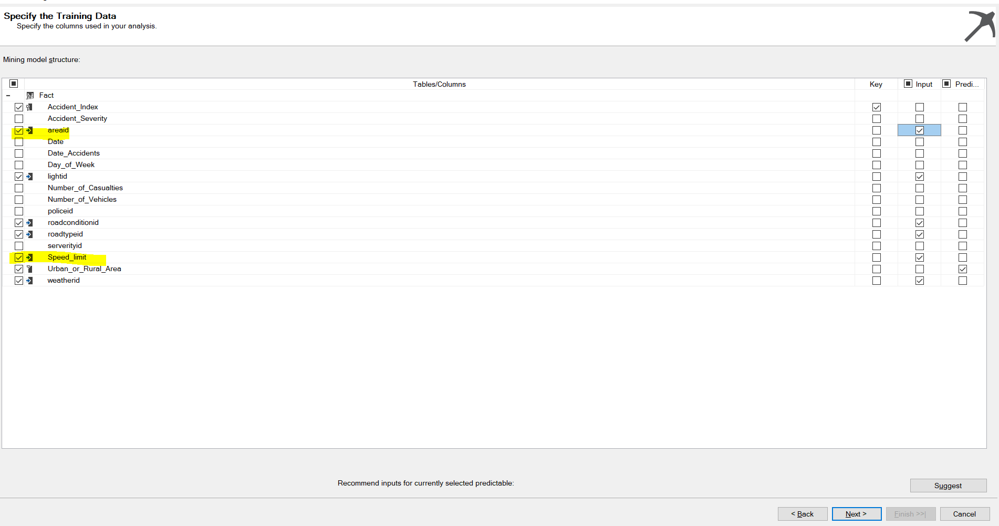 Specify the Training Data
Specify the columns used in your analysis.
Mining model structure:
Tables/Columns Key Input Predi...
Fact
Accident_Index
Accident_Severity
areaid
Date
Date_Accidents
Day_of_Week
lightid
Number_of_Casualties
Number_of_Vehicles
policeid
roadconditionid
roadtypeid
serverityid
Speed_limit
Urban_or_Rural_Area
weatherid
Recommend inputs for currently selected predictable:
Suggest
< Back Next > Finish >>| Cancel